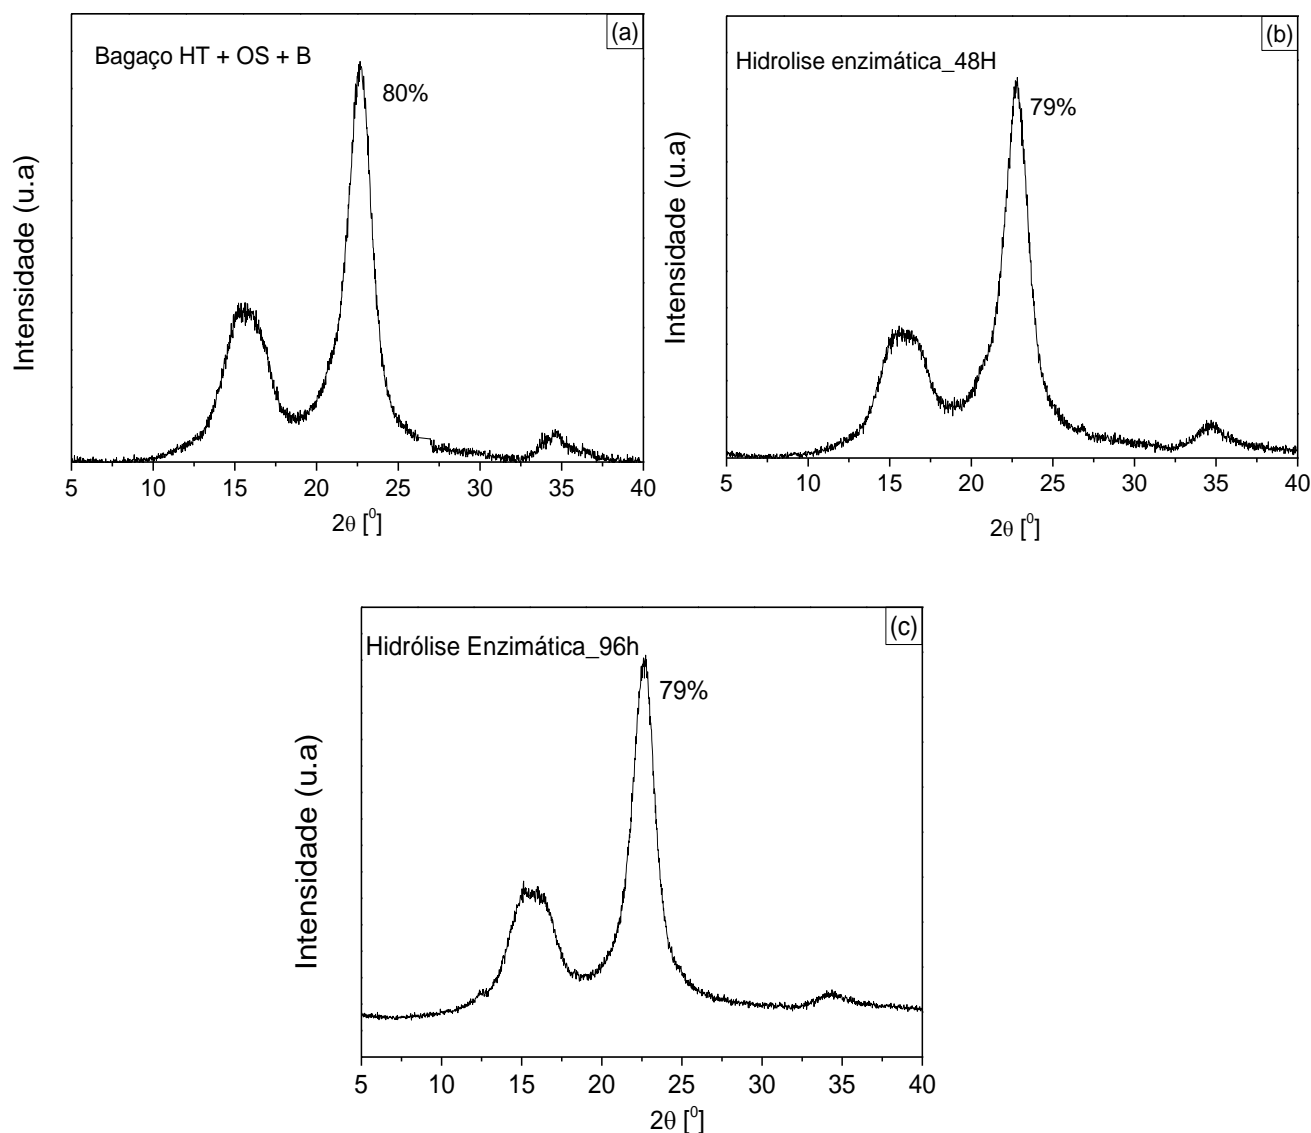 (a)
Bagaço HT + OS + B
80%
Intensidade (u.a)
5 10 15 20 25 30 35 40
2θ [⁰]
(b)
Hidrolise enzimática_48H
79%
Intensidade (u.a)
5 10 15 20 25 30 35 40
2θ [⁰]
(c)
Hidrólise Enzimática_96h
79%
Intensidade (u.a)
5 10 15 20 25 30 35 40
2θ [⁰]